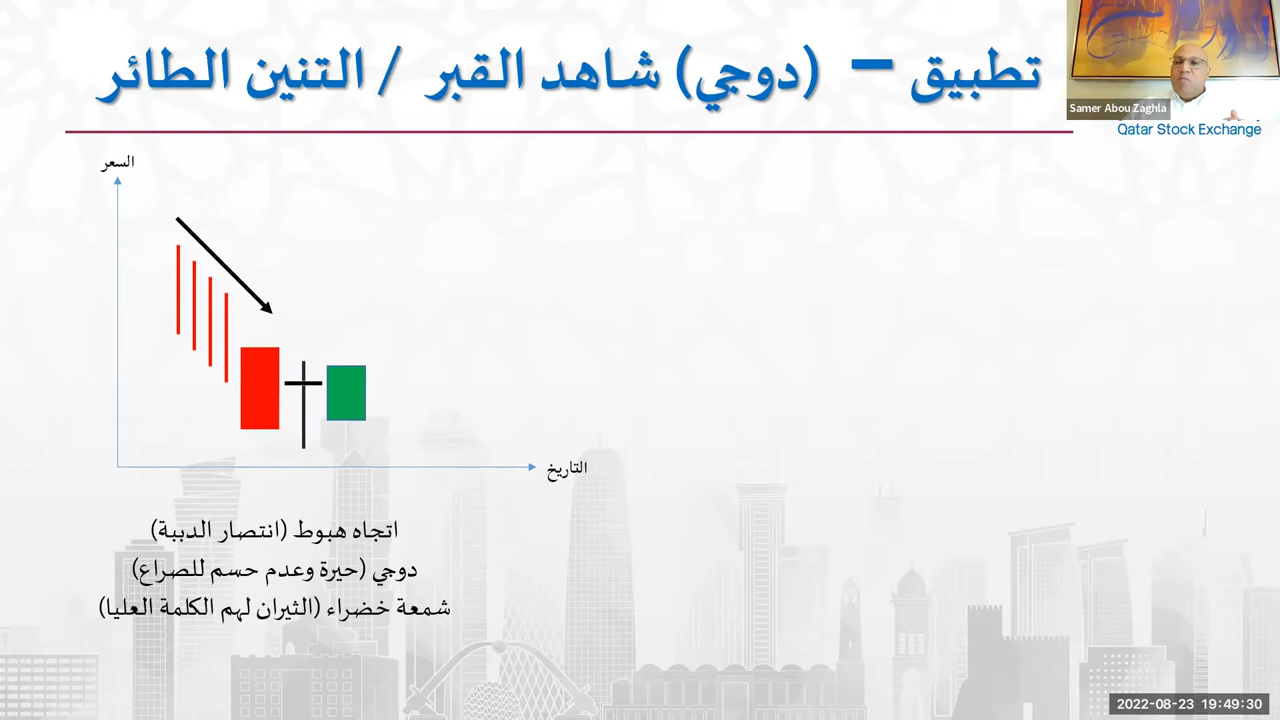 تطبيق – (دوجي) شاهد القبر / التنين الطائر
Samer Abou Zaghla
Qatar Stock Exchange
السعر
التاريخ
اتجاه هبوط (انتصار الدببة)
دوجي (حيرة وعدم حسم للصراع)
شمعة خضراء (الثيران لهم الكلمة العليا)
2022-08-23 19:49:30